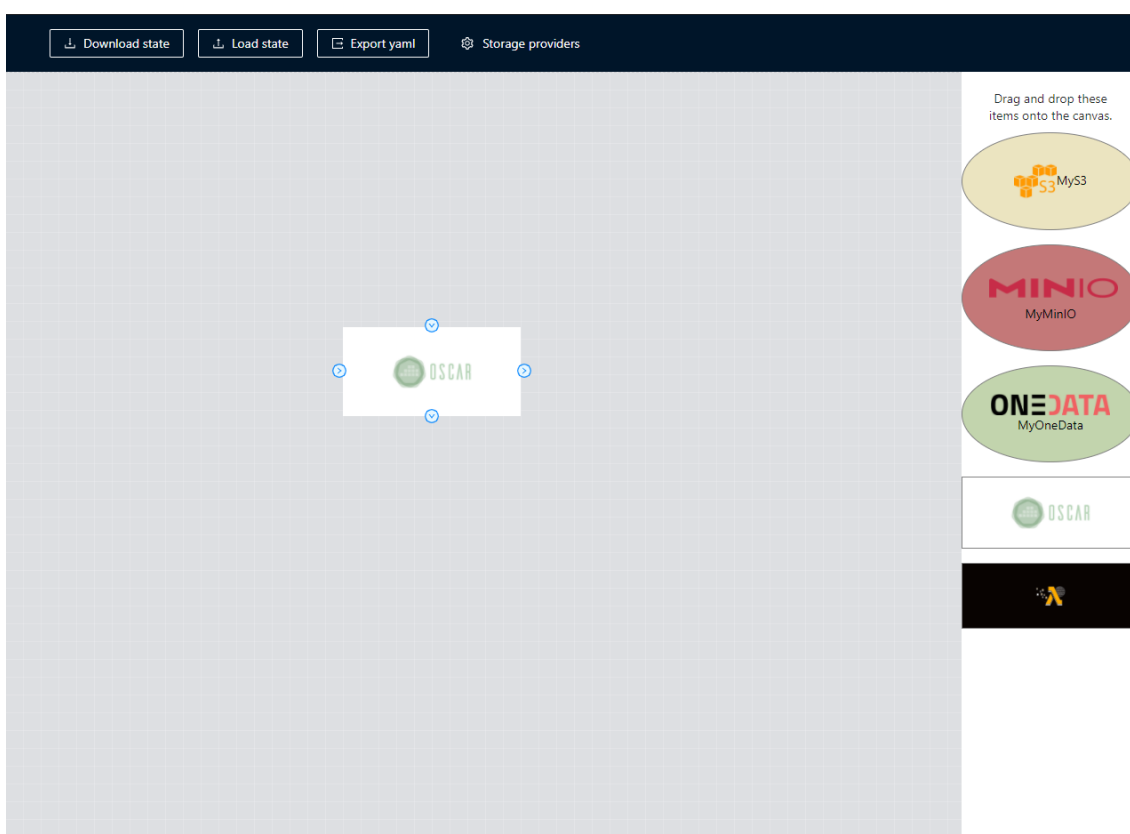 Download state
Load state
Export yaml
Storage providers
Drag and drop these
items onto the canvas.
S3
MyS3
MINIO
MyMinIO
ONEDATA
MyOneData
OSCAR
OSCAR